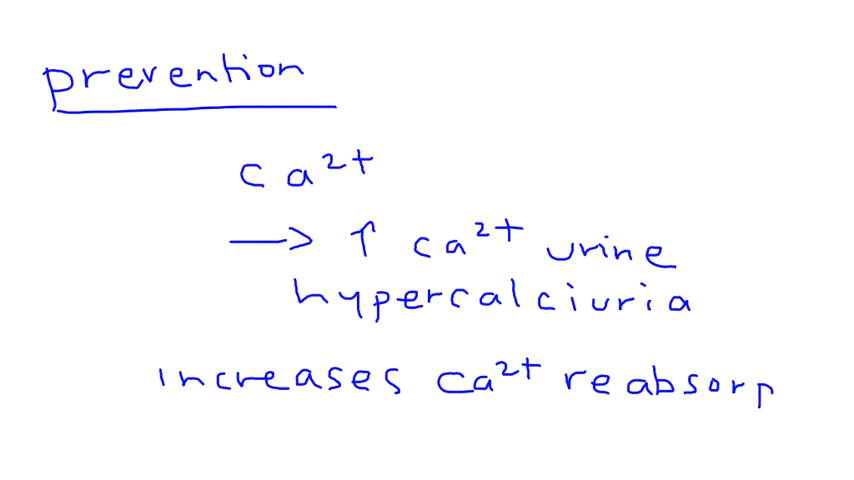 prevention
Ca²⁺
→ ↑ Ca²⁺ urine
hypercalciuria
increases Ca²⁺ reabsorp